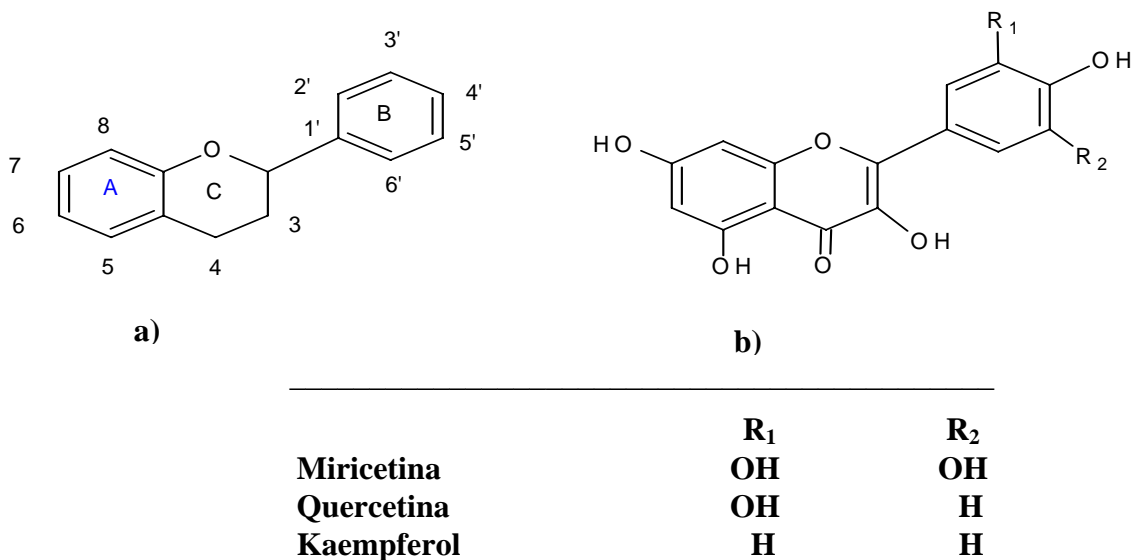 3'
2'
4'
B
1'
5'
8
O
7
6'
A
C
6
3
5
4
a)
R1
OH
O
HO
R2
OH
OH
O
b)
R1 R2
Miricetina OH OH
Quercetina OH H
Kaempferol H H